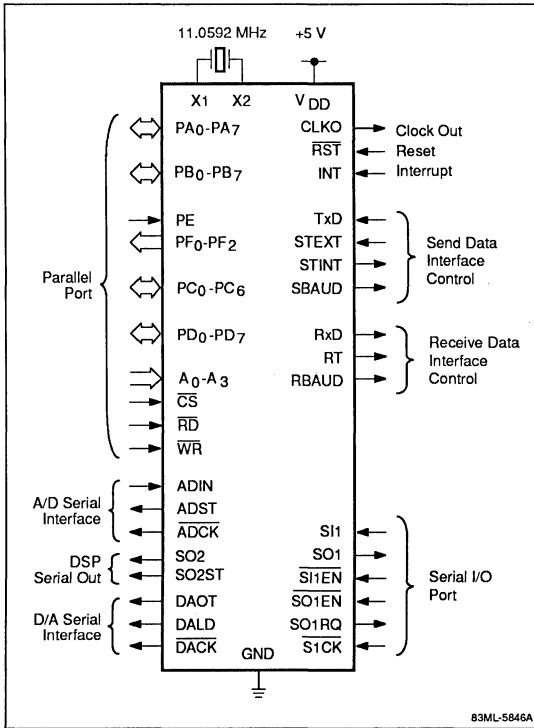 11.0592 MHz
+5 V
X1 X2 VDD
PA0-PA7
PB0-PB7
PE
PF0-PF2
PC0-PC6
PD0-PD7
A0-A3
CS
RD
WR
Parallel
Port
ADIN
ADST
ADCK
A/D Serial
Interface
SO2
SO2ST
DSP
Serial Out
DAOT
DALD
DACK
D/A Serial
Interface
GND
CLKO Clock Out
RST Reset
INT Interrupt
TxD
STEXT
STINT
SBAUD
Send Data
Interface
Control
RxD
RT
RBAUD
Receive Data
Interface
Control
SI1
SO1
SI1EN
SO1EN
SO1RQ
S1CK
Serial I/O
Port
83ML-5846A